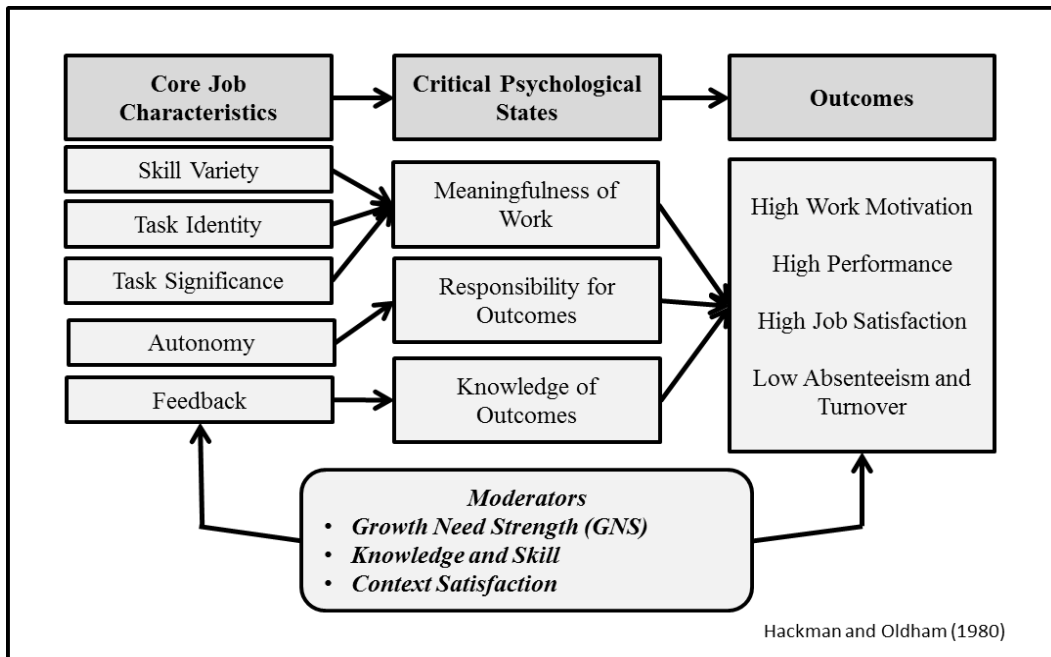 Core Job
Characteristics
Critical Psychological
States
Outcomes
Skill Variety
Task Identity
Task Significance
Autonomy
Feedback
Meaningfulness of
Work
Responsibility for
Outcomes
Knowledge of
Outcomes
High Work Motivation
High Performance
High Job Satisfaction
Low Absenteeism and
Turnover
Moderators
• Growth Need Strength (GNS)
• Knowledge and Skill
• Context Satisfaction
Hackman and Oldham (1980)